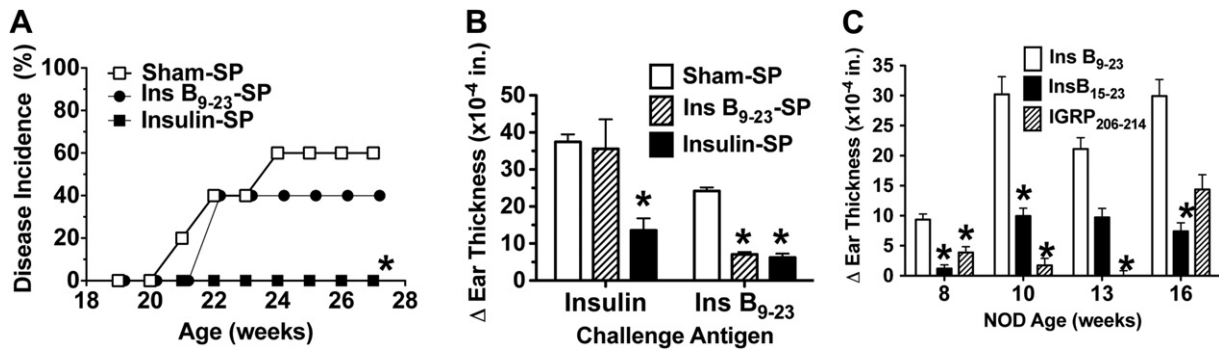 A
Disease Incidence (%)
100
80
60
40
20
0
Sham-SP
Ins B9-23-SP
Insulin-SP
*
18 20 22 24 26 28
Age (weeks)
B
Δ Ear Thickness (x10-4 in.)
50
40
30
20
10
0
Sham-SP
Ins B9-23-SP
Insulin-SP
* * *
Insulin Ins B9-23
Challenge Antigen
C
Δ Ear Thickness (x10-4 in.)
35
30
25
20
15
10
5
0
Ins B9-23
InsB15-23
IGRP206-214
* * * * * *
8 10 13 16
NOD Age (weeks)